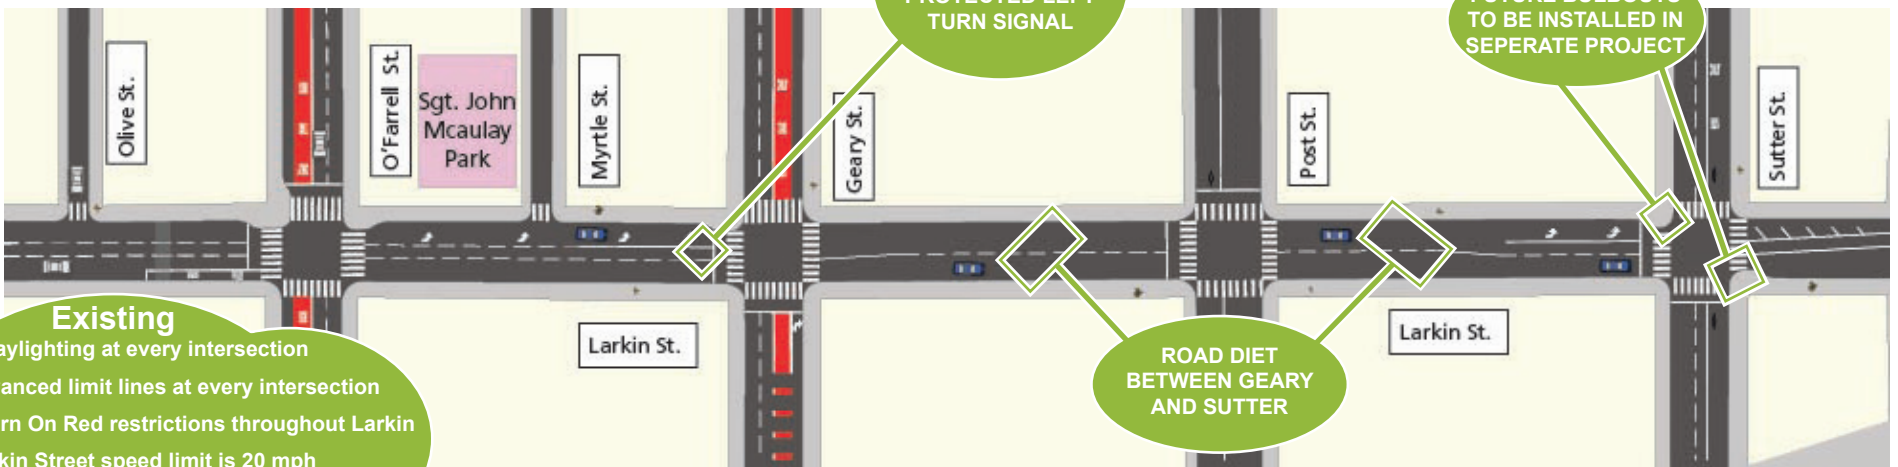 PROTECTED LEFT
TURN SIGNAL
FUTURE BULBOUTS
TO BE INSTALLED IN
SEPERATE PROJECT
Olive St.
O'Farrell St.
Sgt. John
Mcaulay
Park
Myrtle St.
Geary St.
Post St.
Sutter St.
Existing
aylighting at every intersection
vanced limit lines at every intersection
rn On Red restrictions throughout Larkin
kin Street speed limit is 20 mph
Larkin St.
ROAD DIET
BETWEEN GEARY
AND SUTTER
Larkin St.